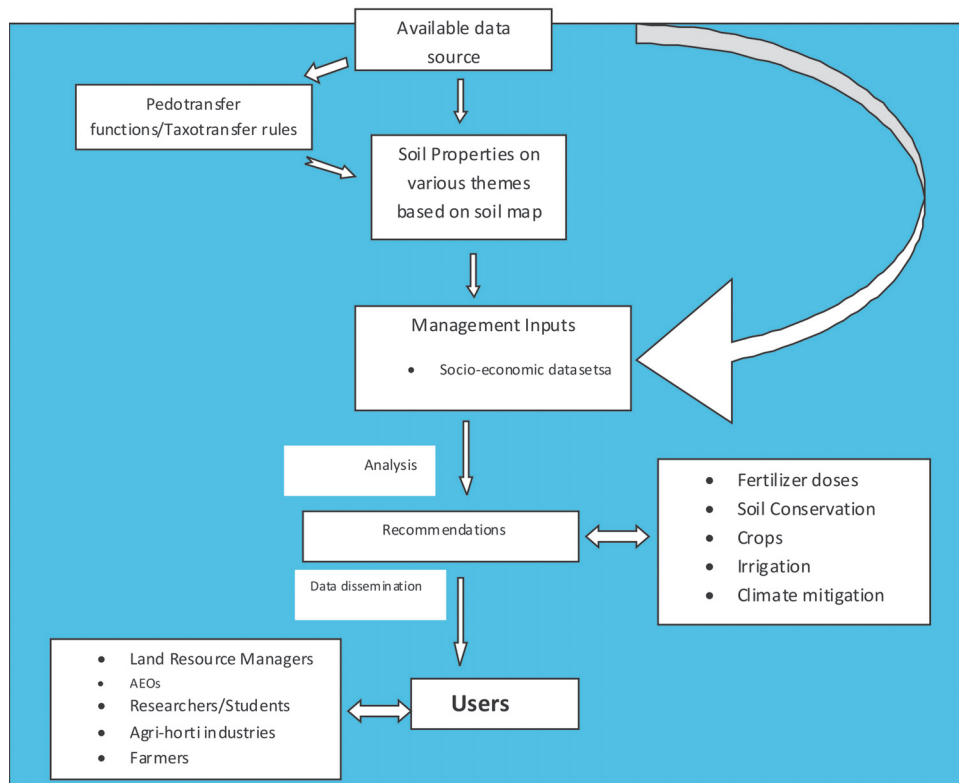 Available data
source
Pedotransfer
functions/Taxotransfer rules
Soil Properties on
various themes
based on soil map
Management Inputs
• Socio-economic datasetsa
Analysis
Recommendations
• Fertilizer doses
• Soil Conservation
• Crops
• Irrigation
• Climate mitigation
Data dissemination
• Land Resource Managers
• AEOs
• Researchers/Students
• Agri-horti industries
• Farmers
Users